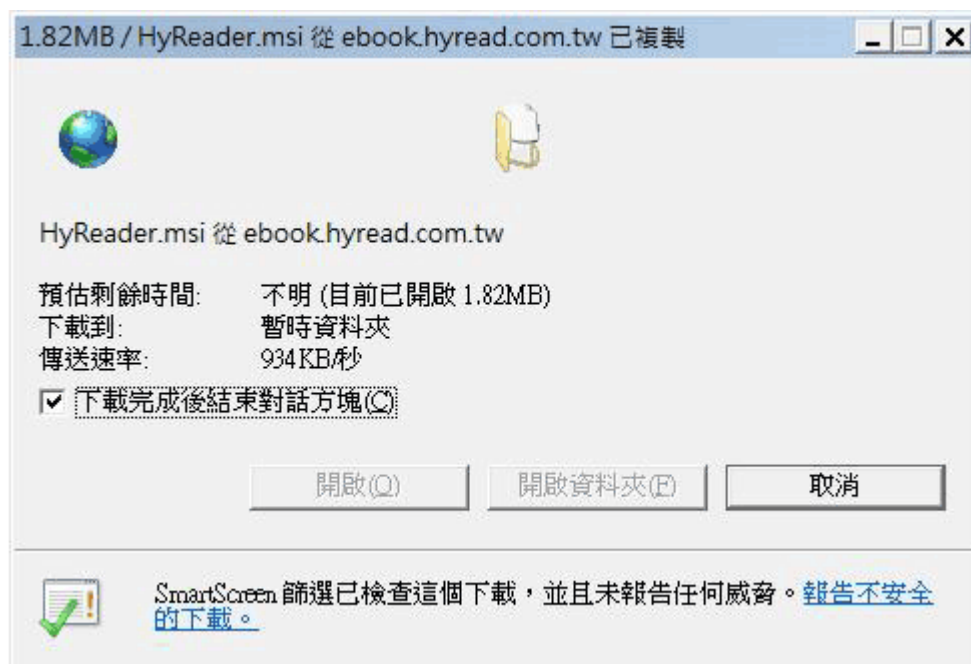 1.82MB / HyReader.msi 從 ebook.hyread.com.tw 已複製
HyReader.msi 從 ebook.hyread.com.tw
預估剩餘時間: 不明 (目前已開啟 1.82MB)
下載到: 暫時資料夾
傳送速率: 934KB/秒
下載完成後結束對話方塊(C)
開啟(O) 開啟資料夾(F) 取消
SmartScreen 篩選已檢查這個下載，並且未報告任何威脅。報告不安全
的下載。